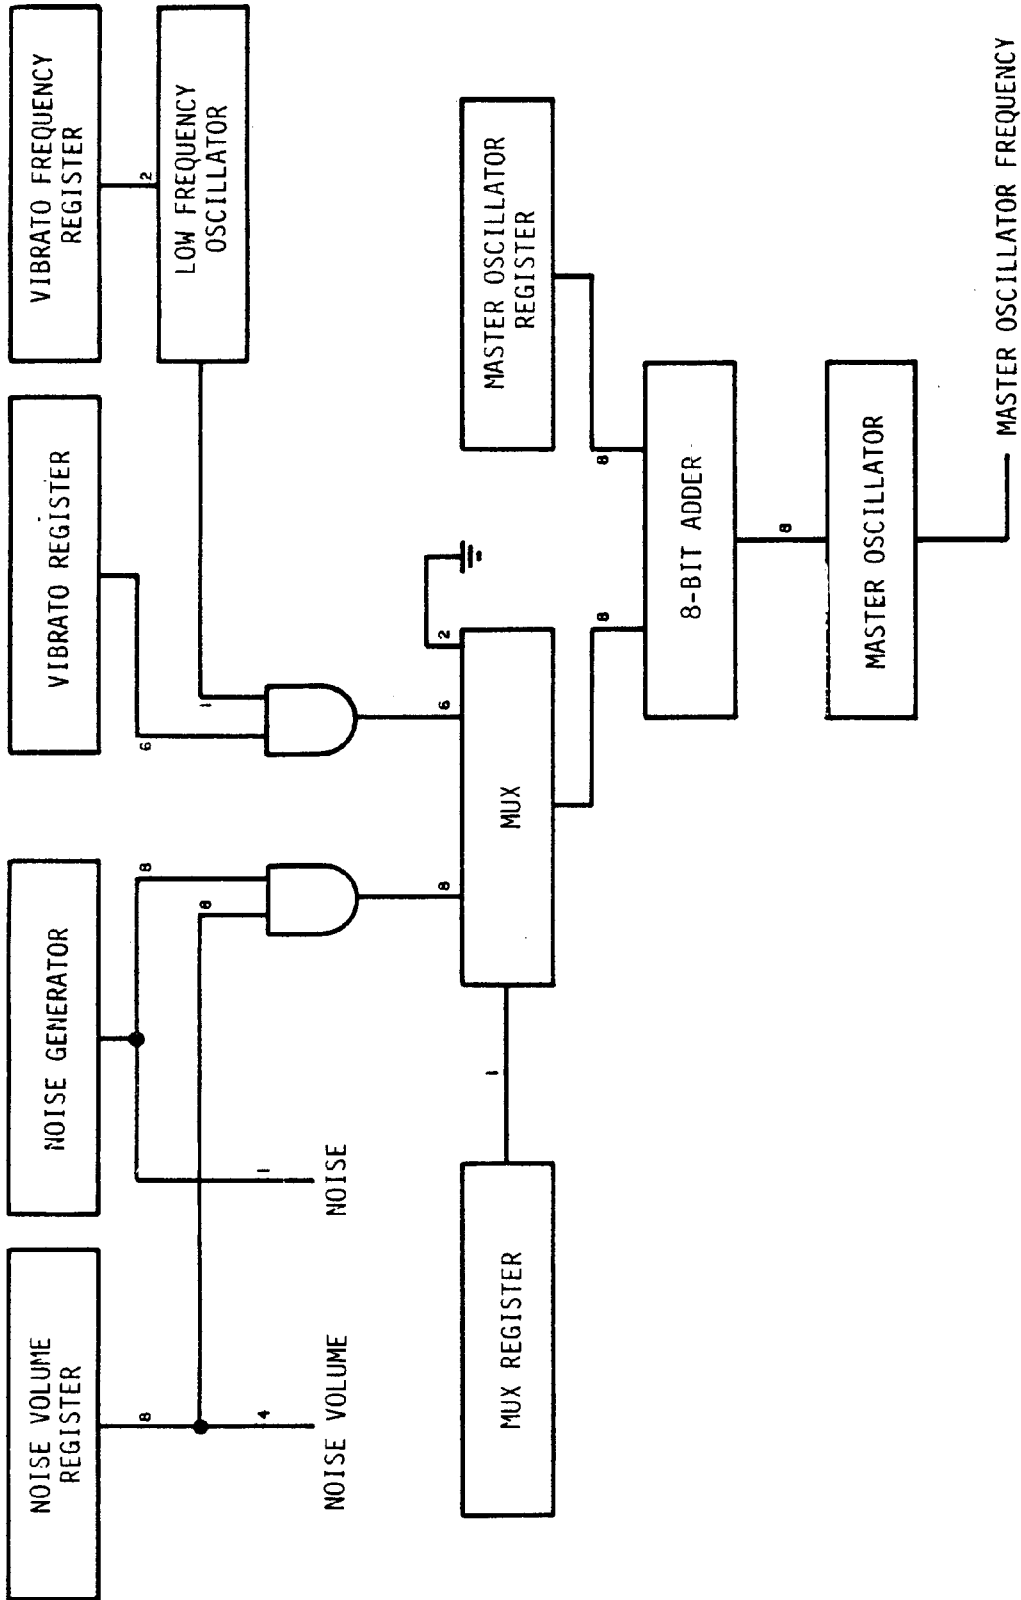 NOISE VOLUME
REGISTER
NOISE GENERATOR
VIBRATO REGISTER
VIBRATO FREQUENCY
REGISTER
8
8
6
2
8
1
LOW FREQUENCY
OSCILLATOR
4
1
NOISE VOLUME
NOISE
8
6
2
MUX REGISTER
1
MUX
MASTER OSCILLATOR
REGISTER
8
8
8-BIT ADDER
8
MASTER OSCILLATOR
MASTER OSCILLATOR FREQUENCY